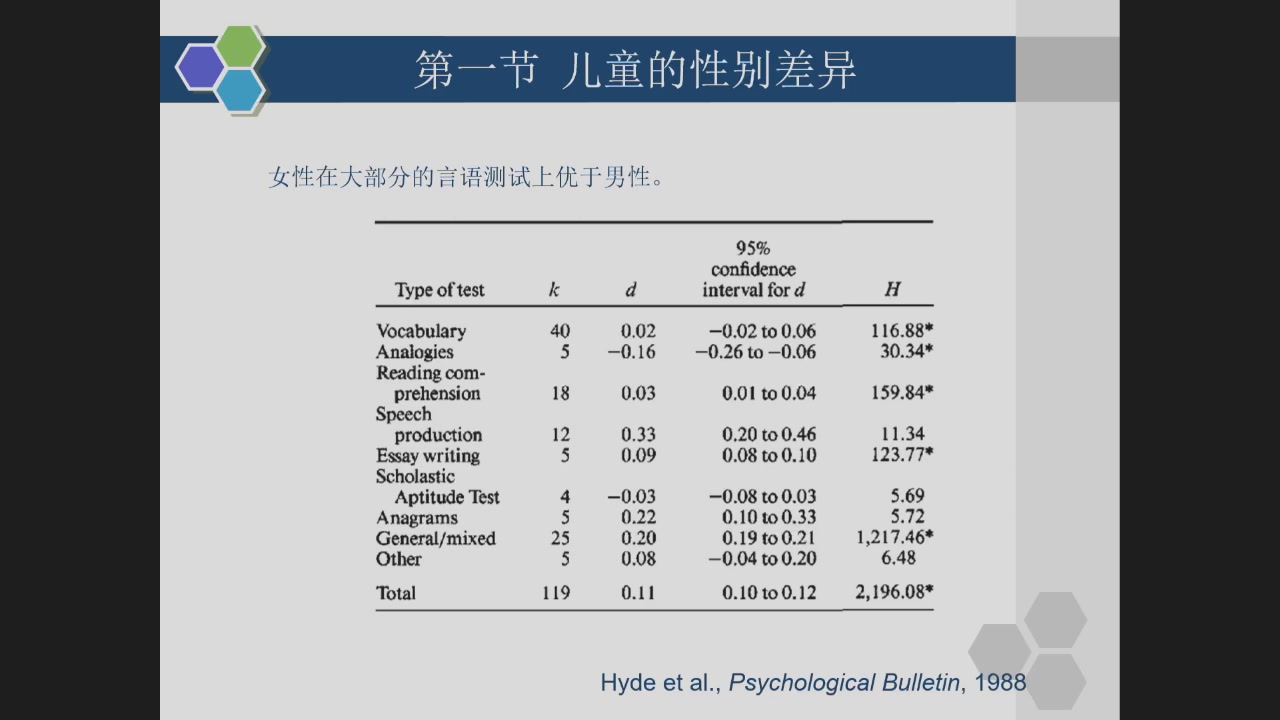 第一节 儿童的性别差异
女性在大部分的言语测试上优于男性。
95%
confidence
Type of test k d interval for d H
Vocabulary 40 0.02 −0.02 to 0.06 116.88*
Analogies 5 −0.16 −0.26 to −0.06 30.34*
Reading com-
prehension 18 0.03 0.01 to 0.04 159.84*
Speech
production 12 0.33 0.20 to 0.46 11.34
Essay writing 5 0.09 0.08 to 0.10 123.77*
Scholastic
Aptitude Test 4 −0.03 −0.08 to 0.03 5.69
Anagrams 5 0.22 0.10 to 0.33 5.72
General/mixed 25 0.20 0.19 to 0.21 1,217.46*
Other 5 0.08 −0.04 to 0.20 6.48
Total 119 0.11 0.10 to 0.12 2,196.08*
Hyde et al., Psychological Bulletin, 1988